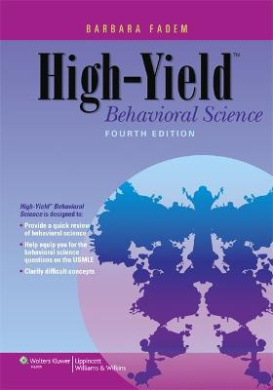 BARBARA FADEM
High-Yield™
Behavioral Science
FOURTH EDITION
High-Yield™ Behavioral
Science is designed to:
• Provide a quick review
of behavioral science
• Help equip you for the
behavioral science
questions on the USMLE
• Clarify difficult concepts
Wolters Kluwer
Lippincott
Williams & Wilkins